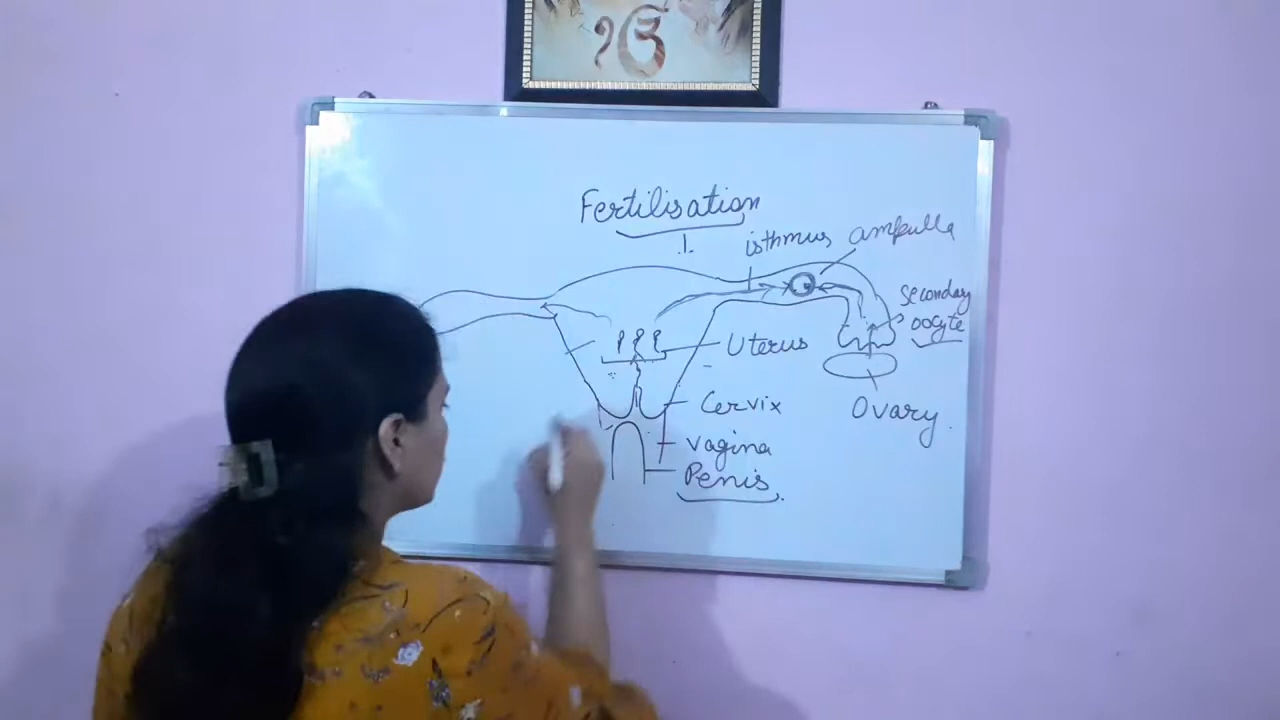 ੴ
Fertilisation
isthmus ampulla
Secondary
oocyte
Uterus
Cervix
Ovary
vagina
Penis